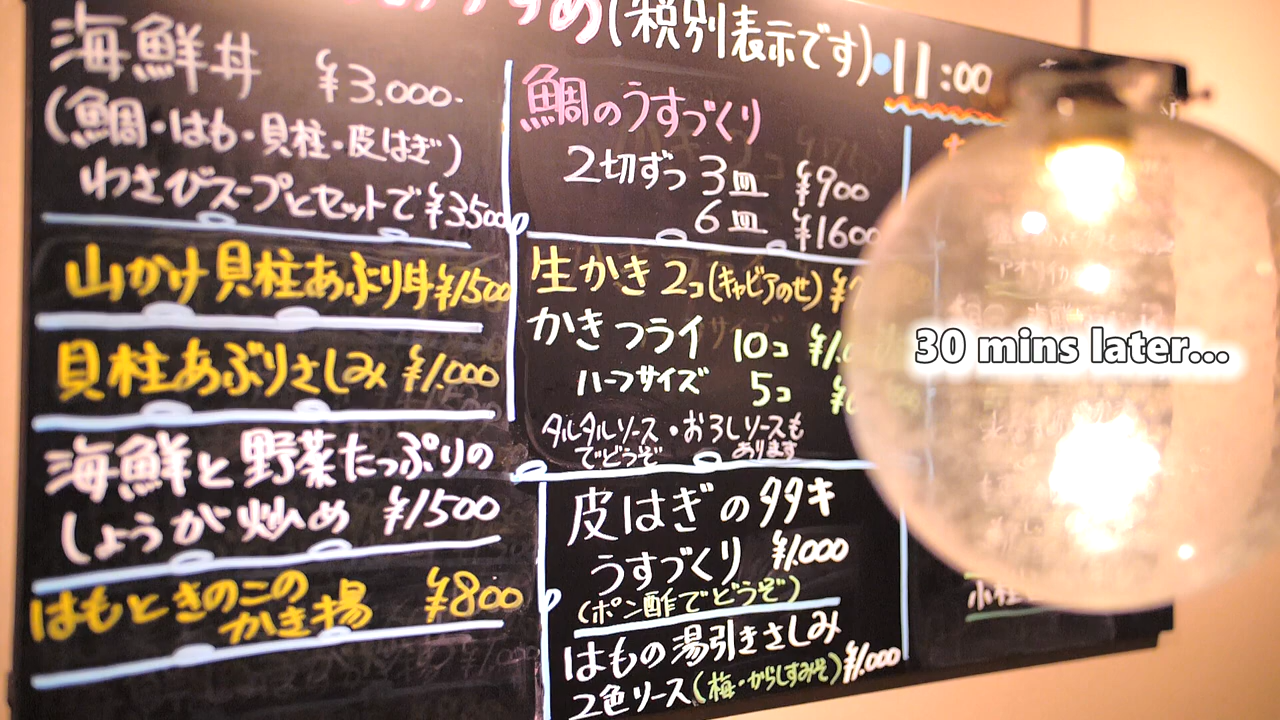 すすめ(税別表示です)・11:00
海鮮丼 ¥3.000-
(鯛・はも・貝柱・皮はぎ)
わさびスープとセットで¥3500
山かけ貝柱あぶり丼¥1500
貝柱あぶりさしみ ¥1.000
海鮮と野菜たっぷりの
しょうが炒め ¥1500
はもときのこの
かき揚 ¥800
鯛のうすづくり
2切ずつ 3皿 ¥900
6皿 ¥1600
生かき2コ(キャビアのせ)
かきフライ 10コ
ハーフサイズ 5コ
タルタルソース・おろしソースも
でどうぞ あります
皮はぎのタタキ
うすづくり ¥1.000
(ポン酢でどうぞ)
はもの湯引きさしみ
2色ソース(梅・からしすみそ) ¥1.000
30 mins later...